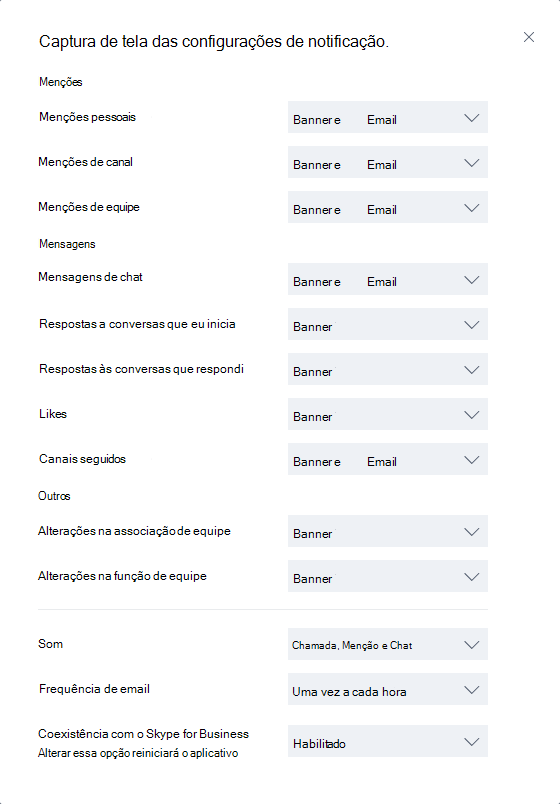 Captura de tela das configurações de notificação.
Menções
Menções pessoais Banner e Email
Menções de canal Banner e Email
Menções de equipe Banner e Email
Mensagens
Mensagens de chat Banner e Email
Respostas a conversas que eu inicia Banner
Respostas às conversas que respondi Banner
Likes Banner
Canais seguidos Banner e Email
Outros
Alterações na associação de equipe Banner
Alterações na função de equipe Banner
Som Chamada, Menção e Chat
Frequência de email Uma vez a cada hora
Coexistência com o Skype for Business Habilitado
Alterar essa opção reiniciará o aplicativo